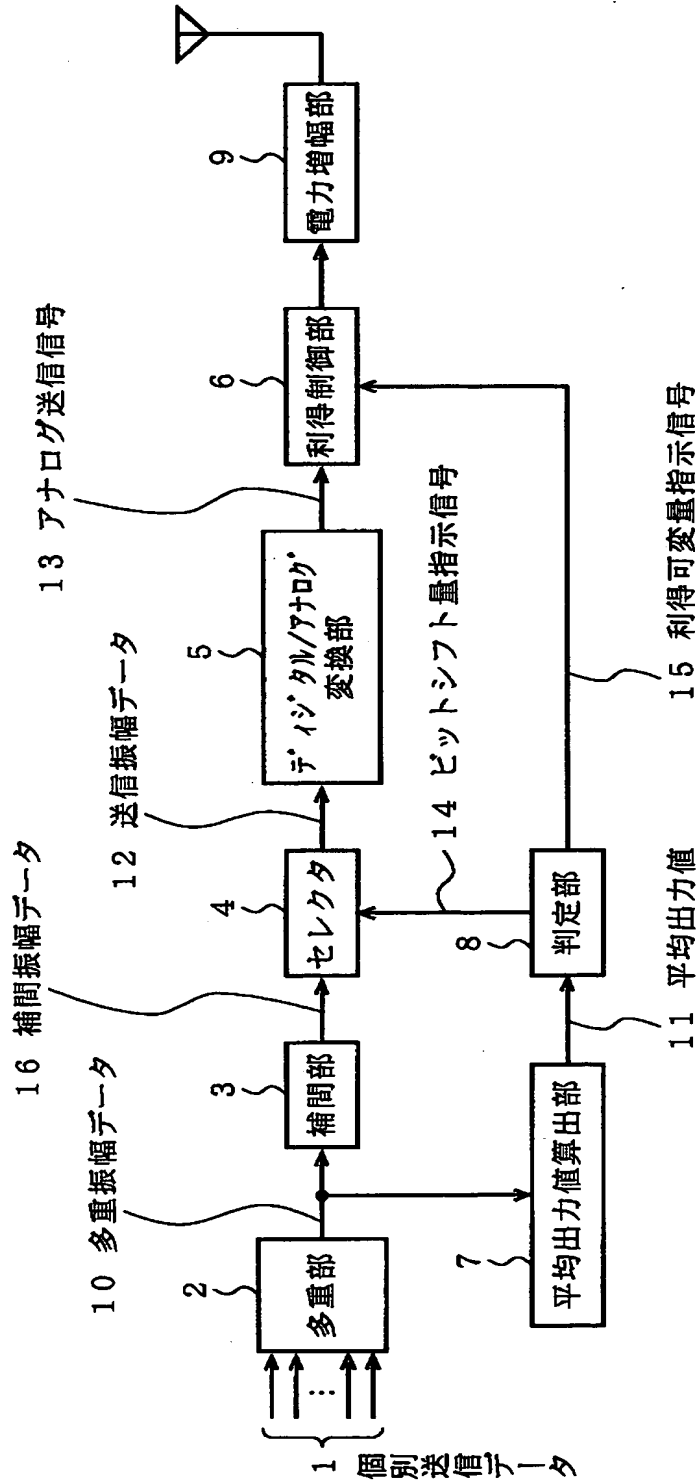 1 個別送信データ
2
多重部
10 多重振幅データ
3
補間部
16 補間振幅データ
4
セレクタ
12 送信振幅データ
5
ディジタル/アナログ
変換部
13 アナログ送信信号
6
利得制御部
9
電力増幅部
7
平均出力値算出部
11 平均出力値
8
判定部
14 ビットシフト量指示信号
15 利得可変量指示信号